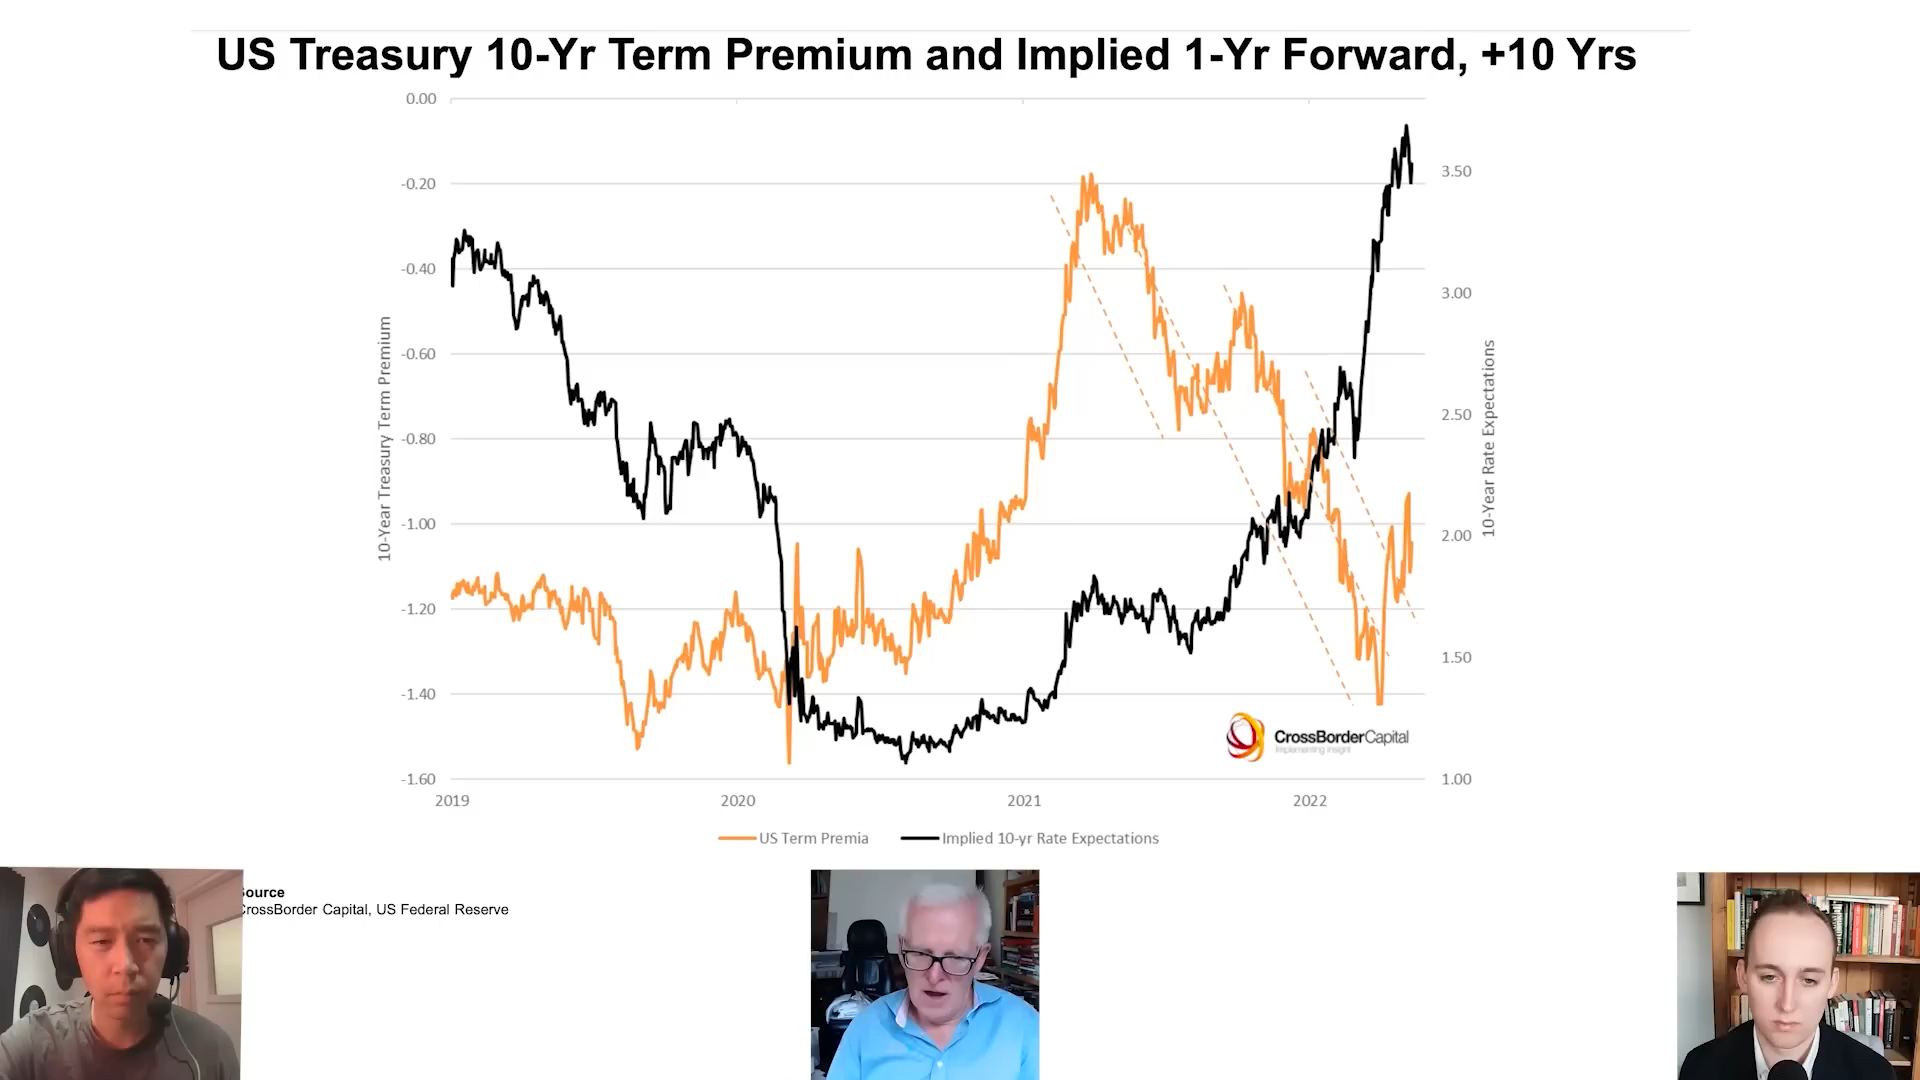 US Treasury 10-Yr Term Premium and Implied 1-Yr Forward, +10 Yrs
0.00
-0.20
-0.40
-0.60
-0.80
-1.00
-1.20
-1.40
-1.60
10-Year Treasury Term Premium
3.50
3.00
2.50
2.00
1.50
1.00
10-Year Rate Expectations
CrossBorderCapital
Implementing Insight
2019
2020
2021
2022
US Term Premia
Implied 10-yr Rate Expectations
ource
CrossBorder Capital, US Federal Reserve